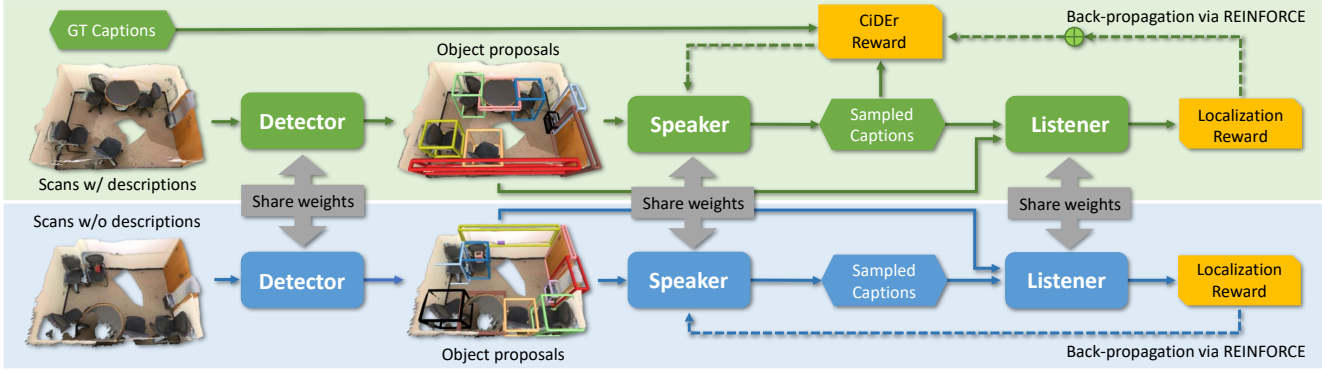 GT Captions
CiDEr
Reward
Back-propagation via REINFORCE
Object proposals
Detector
Speaker
Sampled
Captions
Listener
Localization
Reward
Scans w/ descriptions
Share weights
Share weights
Share weights
Scans w/o descriptions
Detector
Speaker
Sampled
Captions
Listener
Localization
Reward
Object proposals
Back-propagation via REINFORCE